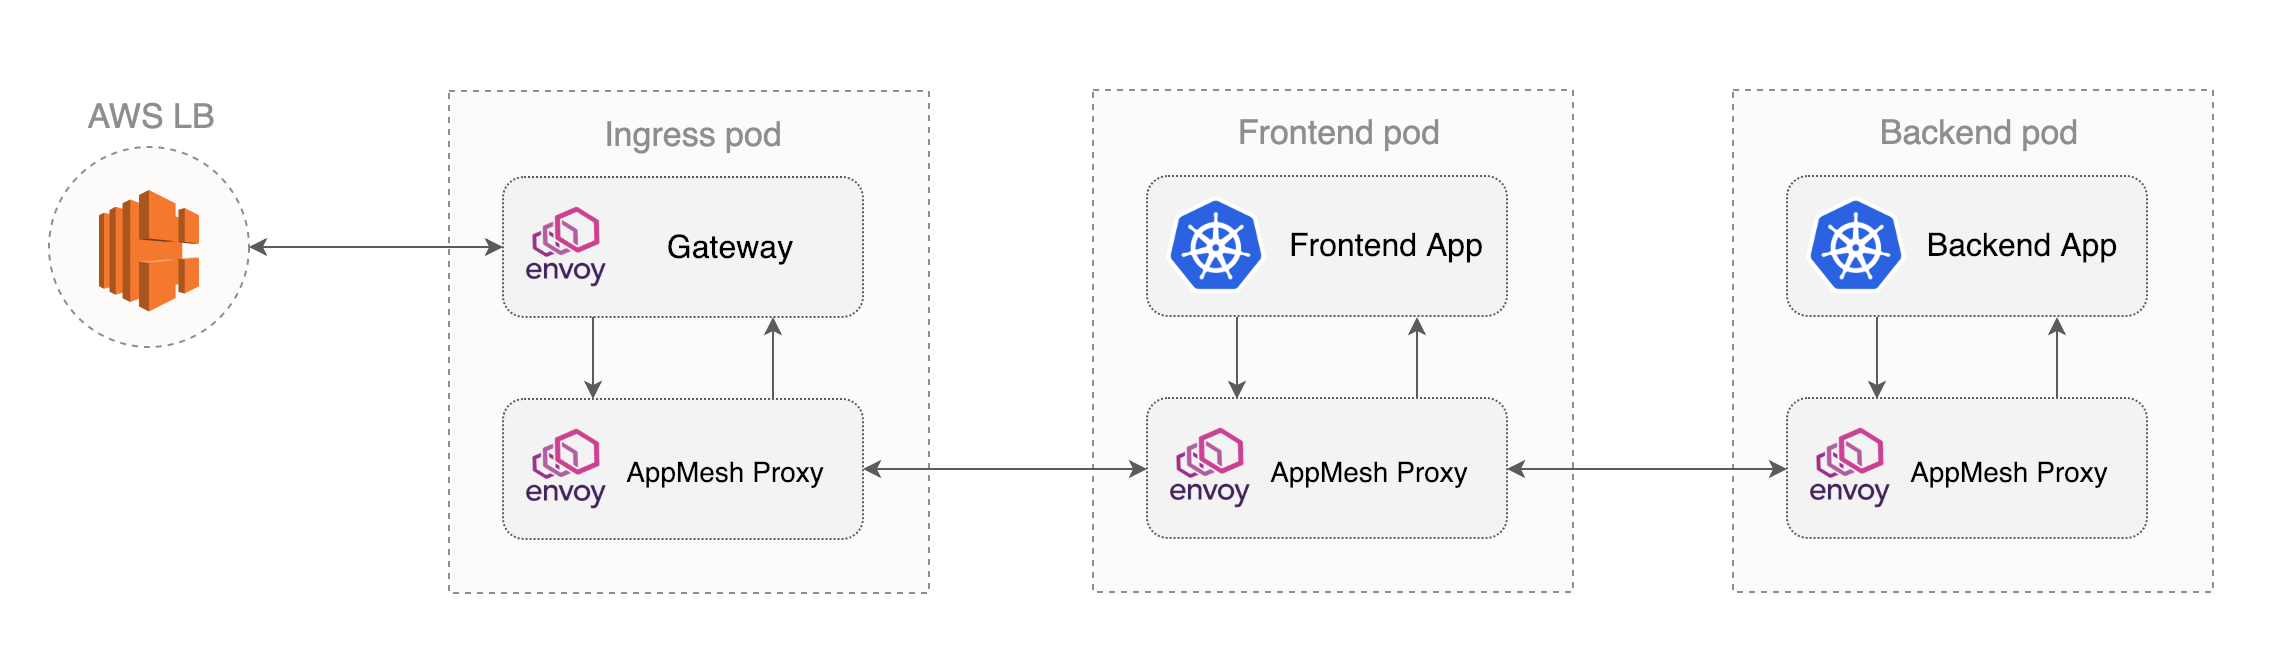 AWS LB
Ingress pod
envoy
Gateway
envoy
AppMesh Proxy
Frontend pod
Frontend App
envoy
AppMesh Proxy
Backend pod
Backend App
envoy
AppMesh Proxy